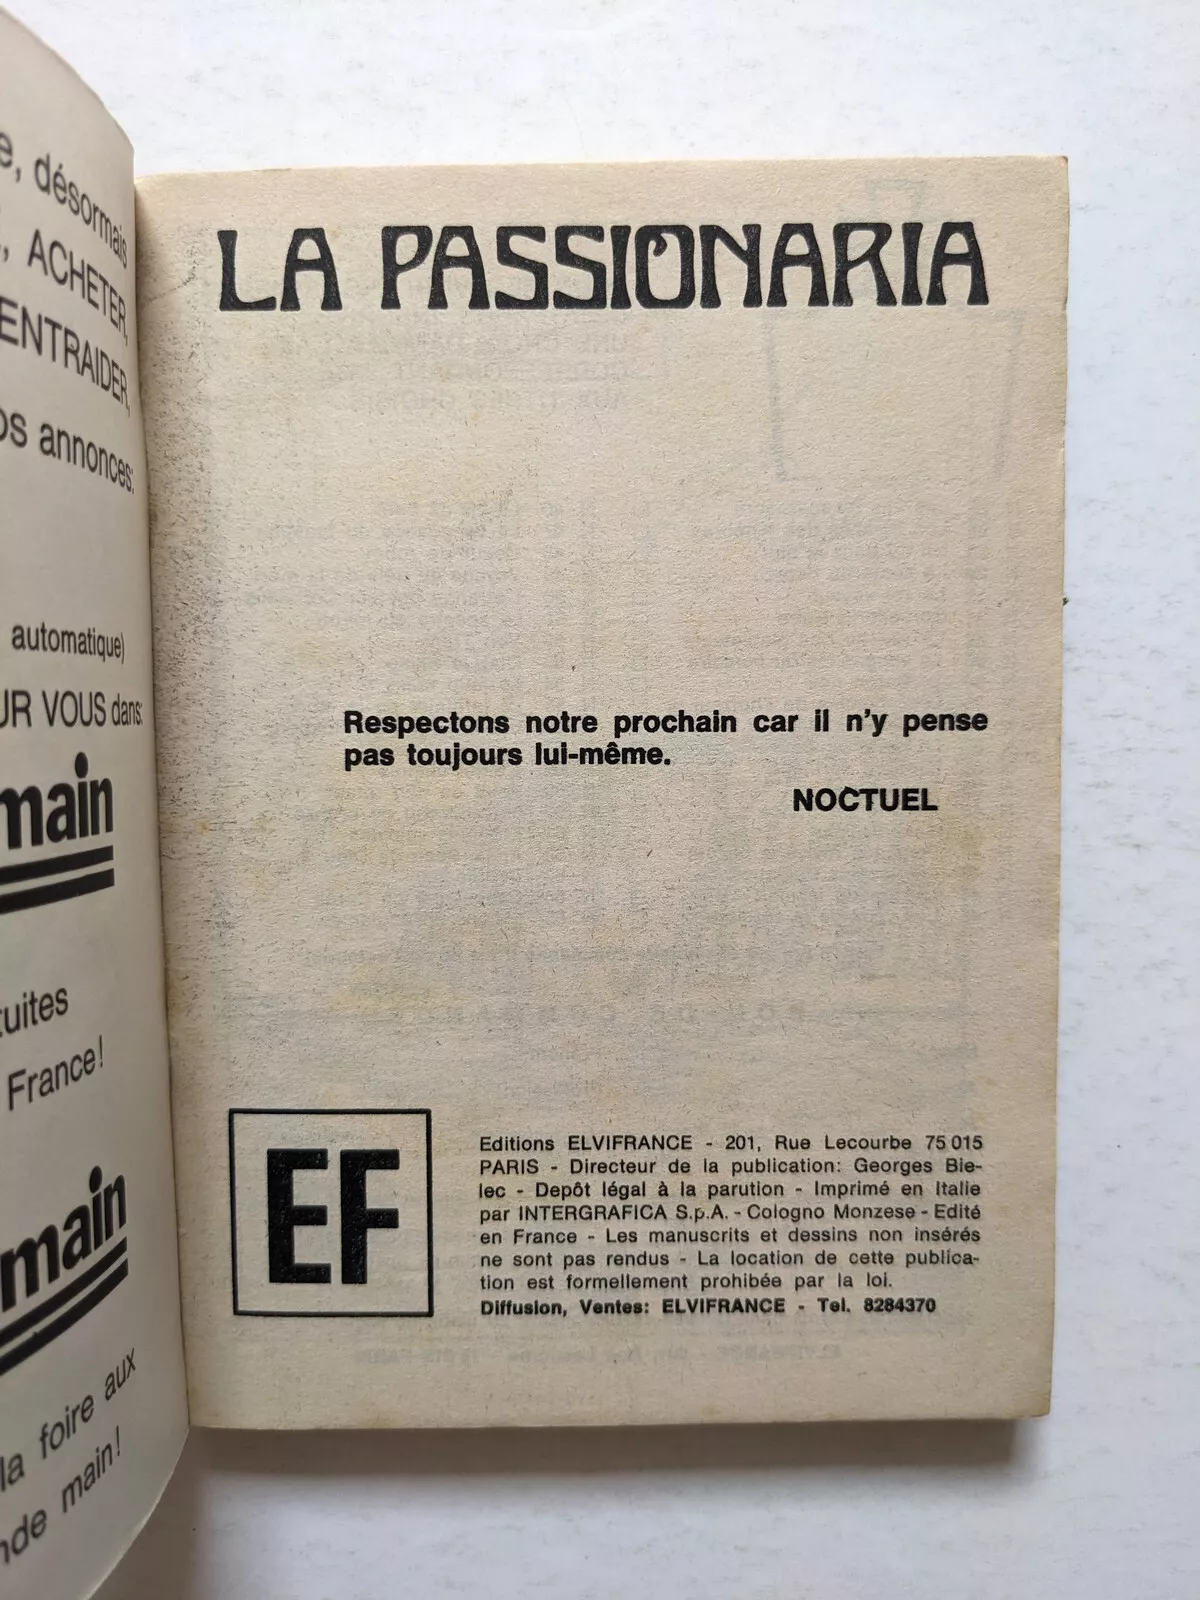 désormais
ACHETER,
ENTRAIDER,
annonces:
automatique)
VOUS dans:
main
France!
main
la foire aux
main!
LA PASSIONARIA
Respectons notre prochain car il n'y pense
pas toujours lui-même.
NOCTUEL
EF
Editions ELVIFRANCE - 201, Rue Lecourbe 75 015
PARIS - Directeur de la publication: Georges Bie-
lec - Depôt légal à la parution - Imprimé en Italie
par INTERGRAFICA S.p.A. - Cologno Monzese - Edité
en France - Les manuscrits et dessins non insérés
ne sont pas rendus - La location de cette publica-
tion est formellement prohibée par la loi.
Diffusion, Ventes: ELVIFRANCE - Tel. 8284370